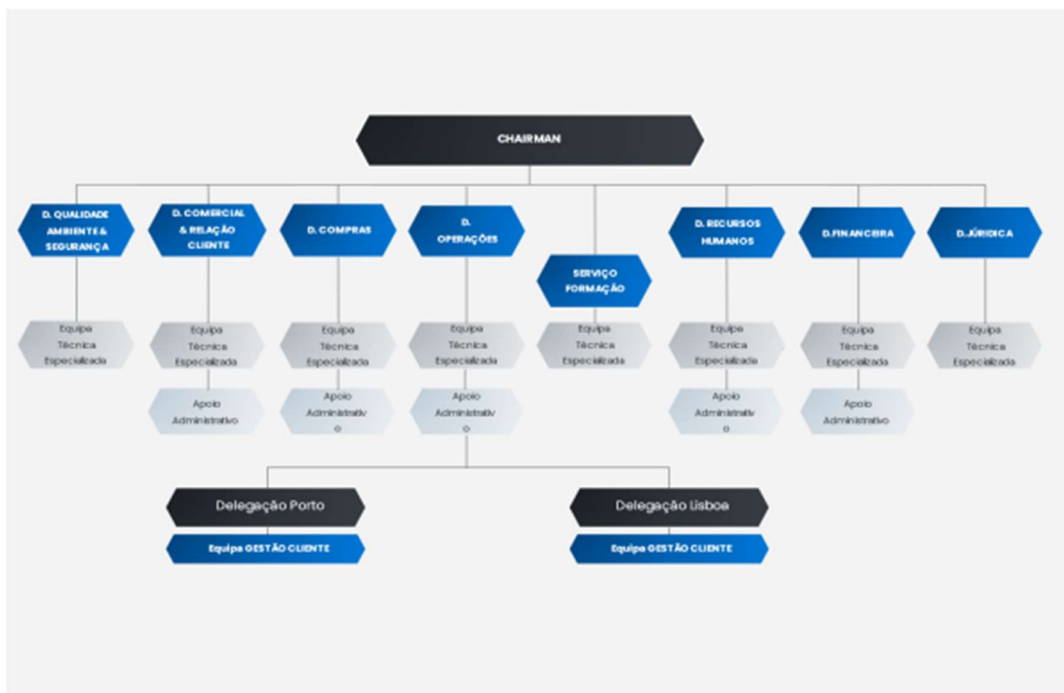 CHAIRMAN
D. QUALIDADE
AMBIENTE &
SEGURANÇA
D. COMERCIAL
& RELAÇÃO
CLIENTE
D. COMPRAS
D.
OPERAÇÕES
SERVIÇO
FORMAÇÃO
D. RECURSOS
HUMANOS
D.FINANCEIRA
D.JÚRIDICA
Equipa
Técnica
Especializada
Equipa
Técnica
Especializada
Equipa
Técnica
Especializada
Equipa
Técnica
Especializada
Equipa
Técnica
Especializada
Equipa
Técnica
Especializada
Equipa
Técnica
Especializada
Equipa
Técnica
Especializada
Apoio
Administrativo
Apoio
Administrativ
o
Apoio
Administrativ
o
Apoio
Administrativ
o
Apoio
Administrativo
Delegação Porto
Delegação Lisboa
Equipa GESTÃO CLIENTE
Equipa GESTÃO CLIENTE